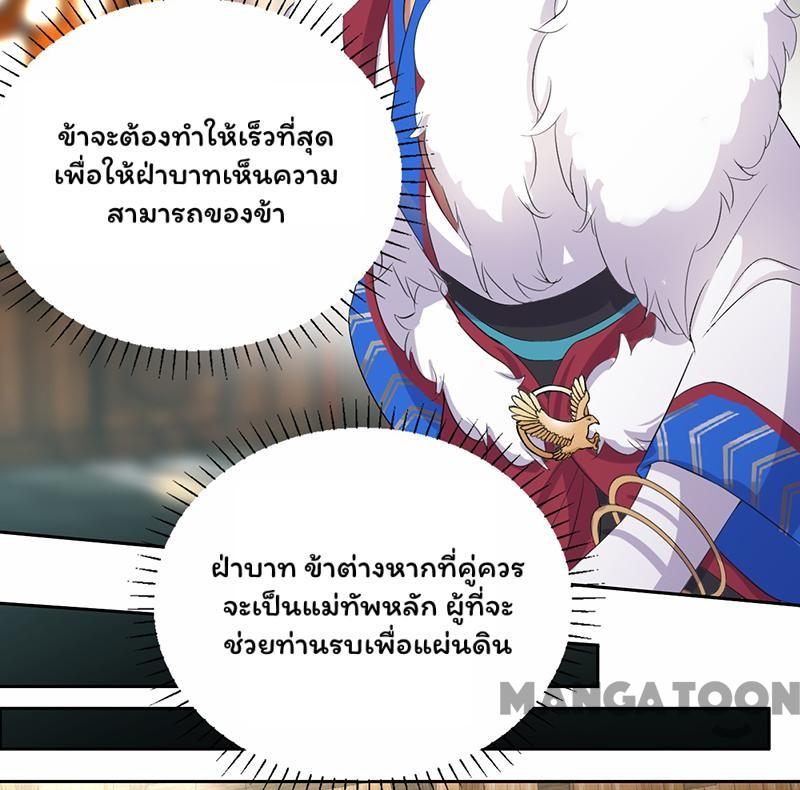 ข้าจะต้องทำให้เร็วที่สุด
เพื่อให้ฝ่าบาทเห็นความ
สามารถของข้า
ฝ่าบาท ข้าต่างหากที่คู่ควร
จะเป็นแม่ทัพหลัก ผู้ที่จะ
ช่วยท่านรบเพื่อแผ่นดิน
MANGATOON